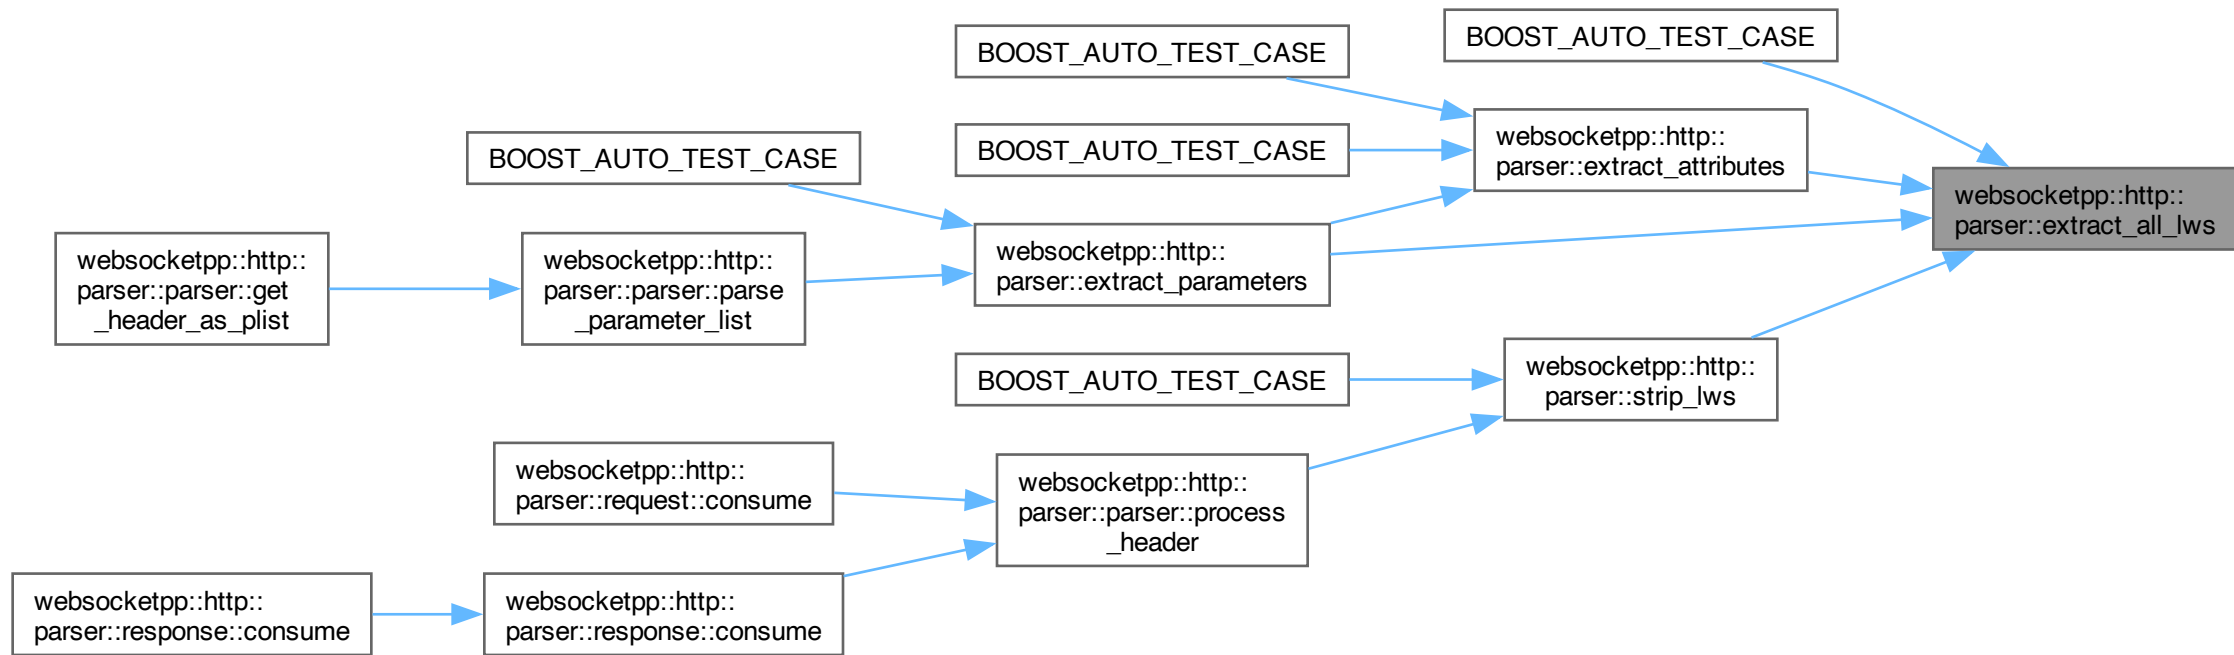 BOOST_AUTO_TEST_CASE
BOOST_AUTO_TEST_CASE
BOOST_AUTO_TEST_CASE
BOOST_AUTO_TEST_CASE
websocketpp::http::
parser::extract_attributes
websocketpp::http::
parser::extract_all_lws
websocketpp::http::
parser::parser::get
_header_as_plist
websocketpp::http::
parser::parser::parse
_parameter_list
websocketpp::http::
parser::extract_parameters
BOOST_AUTO_TEST_CASE
websocketpp::http::
parser::strip_lws
websocketpp::http::
parser::request::consume
websocketpp::http::
parser::parser::process
_header
websocketpp::http::
parser::response::consume
websocketpp::http::
parser::response::consume